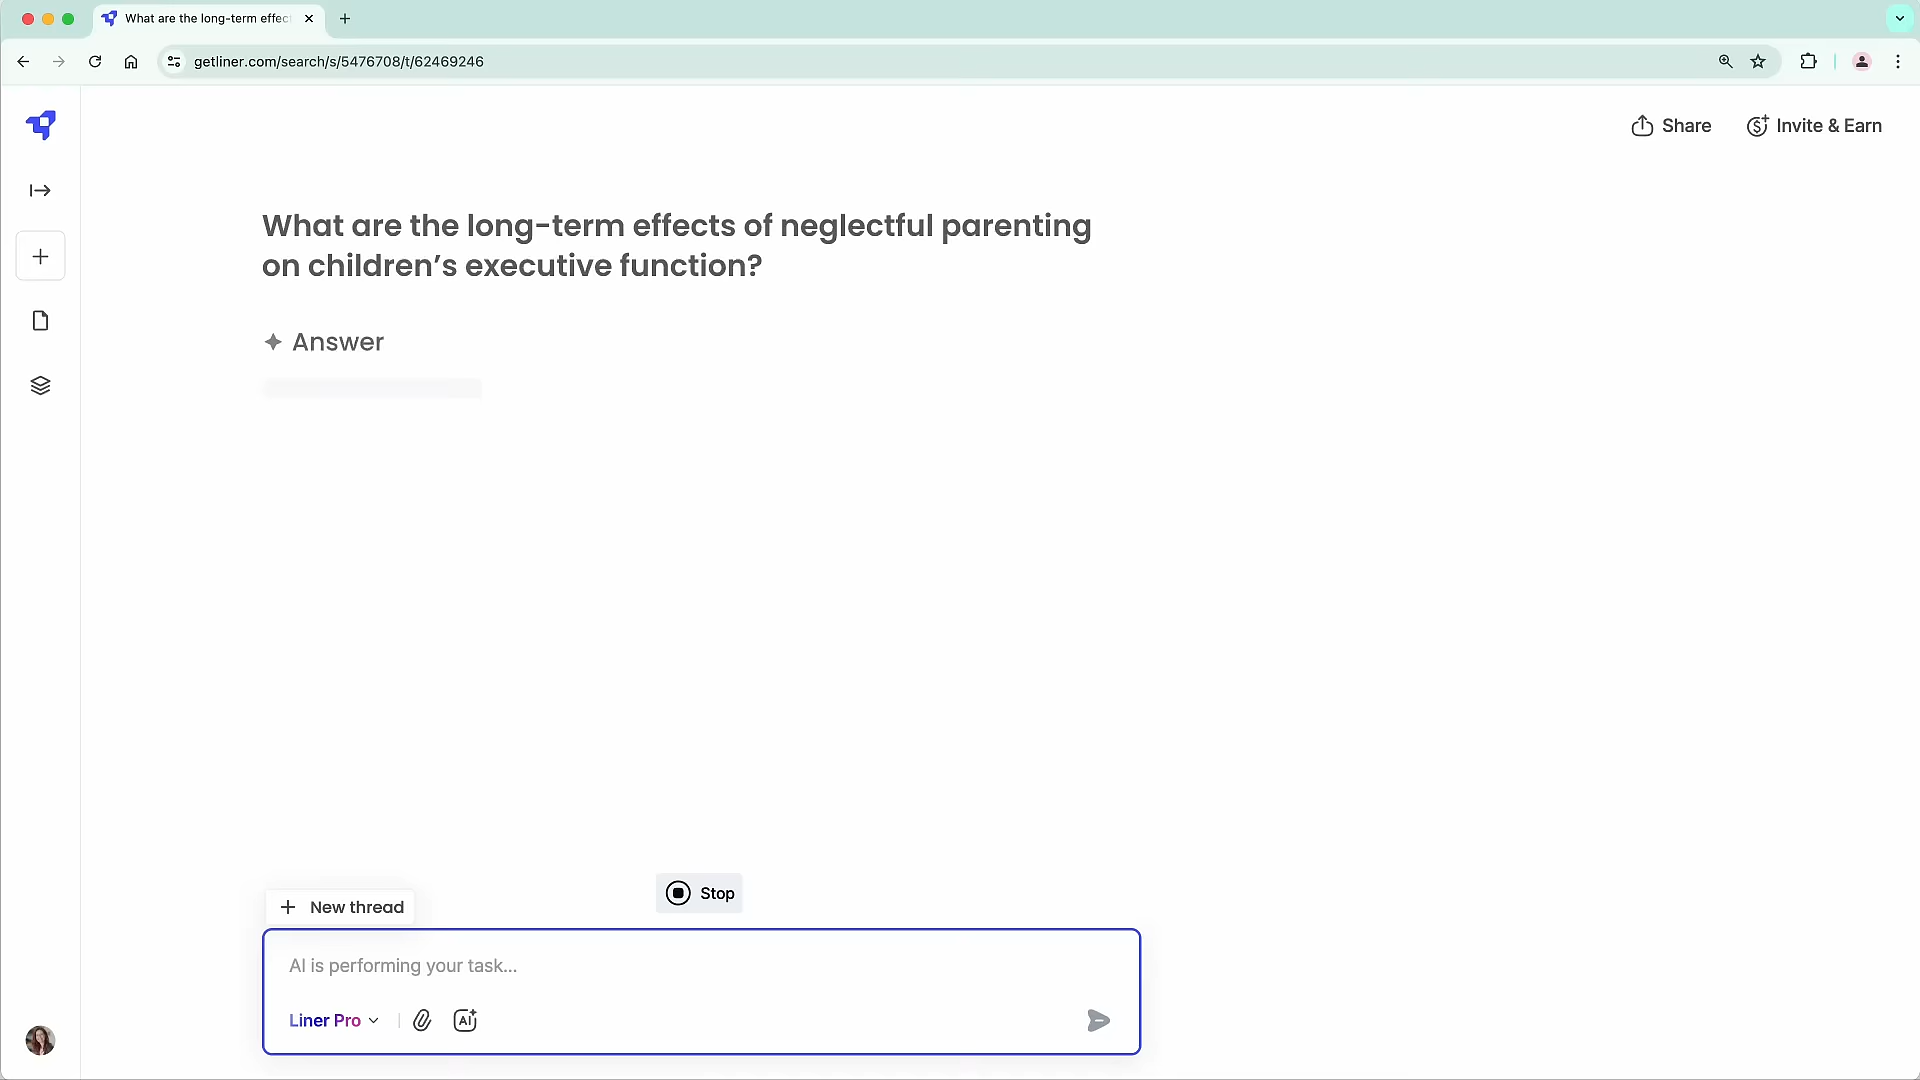 What are the long-term effec
getliner.com/search/s/5476708/t/62469246
Share
Invite & Earn
What are the long-term effects of neglectful parenting
on children’s executive function?
Answer
Stop
New thread
AI is performing your task...
Liner Pro
AI